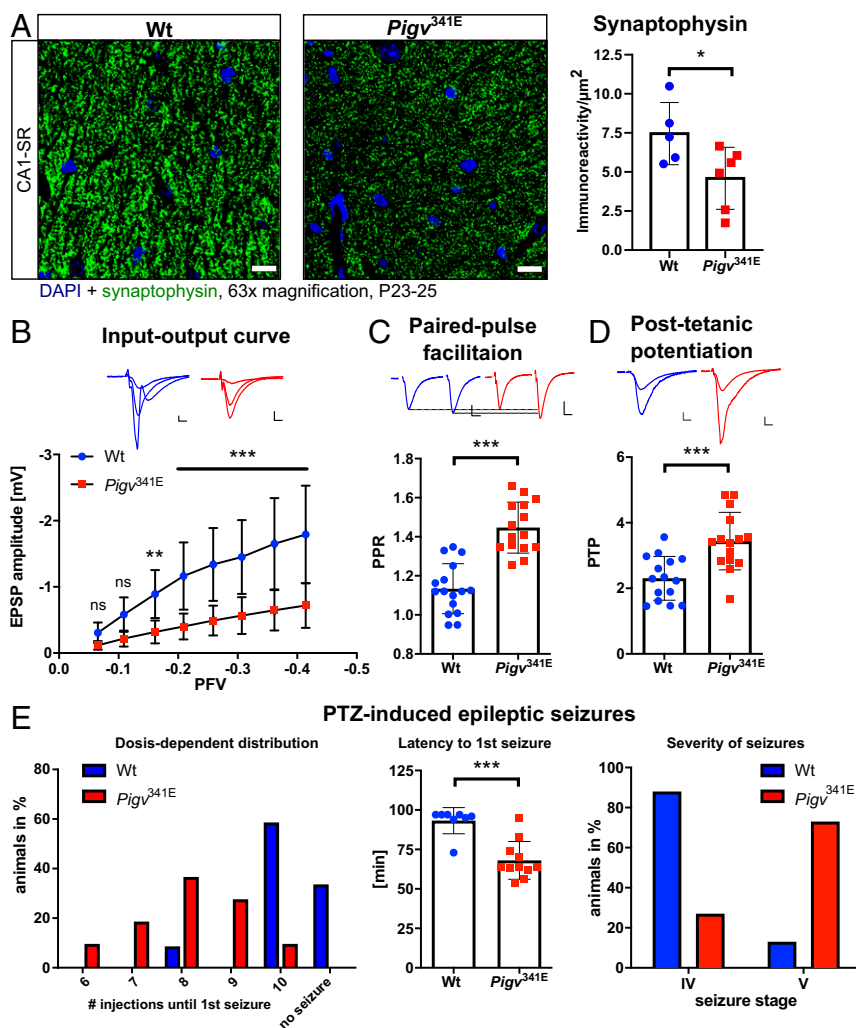 A
Wt
Pigv341E
CA1-SR
DAPI + synaptophysin, 63x magnification, P23-25
Synaptophysin
*
Immunoreactivity/µm2
12.5
10.0
7.5
5.0
2.5
0.0
Wt
Pigv341E
B
Input-output curve
Wt
Pigv341E
***
**
ns
ns
EPSP amplitude [mV]
-3
-2
-1
0
0.0
-0.1
-0.2
-0.3
-0.4
-0.5
PFV
C
Paired-pulse
facilitaion
***
PPR
1.8
1.6
1.4
1.2
1.0
0.8
Wt
Pigv341E
D
Post-tetanic
potentiation
***
PTP
6
4
2
0
Wt
Pigv341E
E
PTZ-induced epileptic seizures
Dosis-dependent distribution
Wt
Pigv341E
animals in %
80
60
40
20
0
6
7
8
9
10
no seizure
# injections until 1st seizure
Latency to 1st seizure
***
[min]
100
75
50
25
0
Wt
Pigv341E
Severity of seizures
Wt
Pigv341E
animals in %
80
60
40
20
0
IV
V
seizure stage